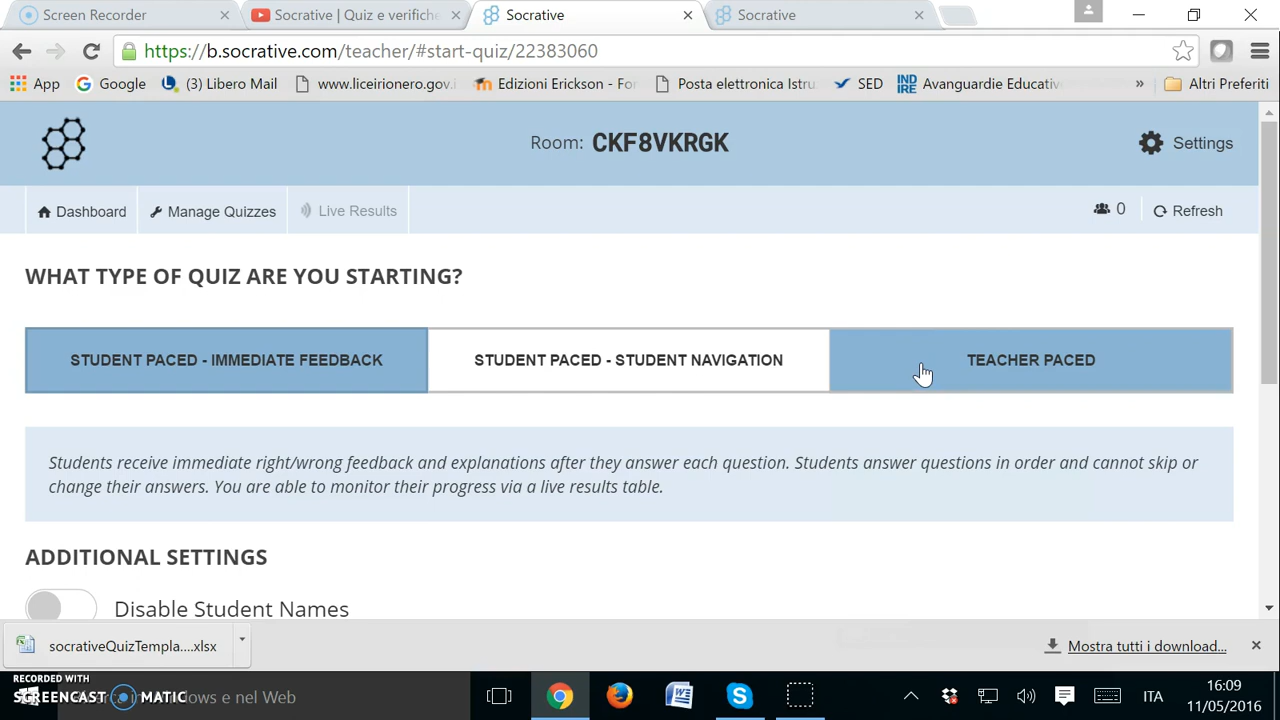 Screen Recorder
Socrative | Quiz e verifiche
Socrative
Socrative
https://b.socrative.com/teacher/#start-quiz/22383060
App
Google
(3) Libero Mail
www.liceirionero.gov.i
Edizioni Erickson - For
Posta elettronica Istru
SED
INDIRE
Avanguardie Educativ
»
Altri Preferiti
Room: CKF8VKRGK
Settings
Dashboard
Manage Quizzes
Live Results
0
Refresh
WHAT TYPE OF QUIZ ARE YOU STARTING?
STUDENT PACED - IMMEDIATE FEEDBACK
STUDENT PACED - STUDENT NAVIGATION
TEACHER PACED
Students receive immediate right/wrong feedback and explanations after they answer each question. Students answer questions in order and cannot skip or
change their answers. You are able to monitor their progress via a live results table.
ADDITIONAL SETTINGS
Disable Student Names
socrativeQuizTempla....xlsx
Mostra tutti i download...
RECORDED WITH
SCREENCAST MATIC
indows e nel Web
ITA
16:09
11/05/2016